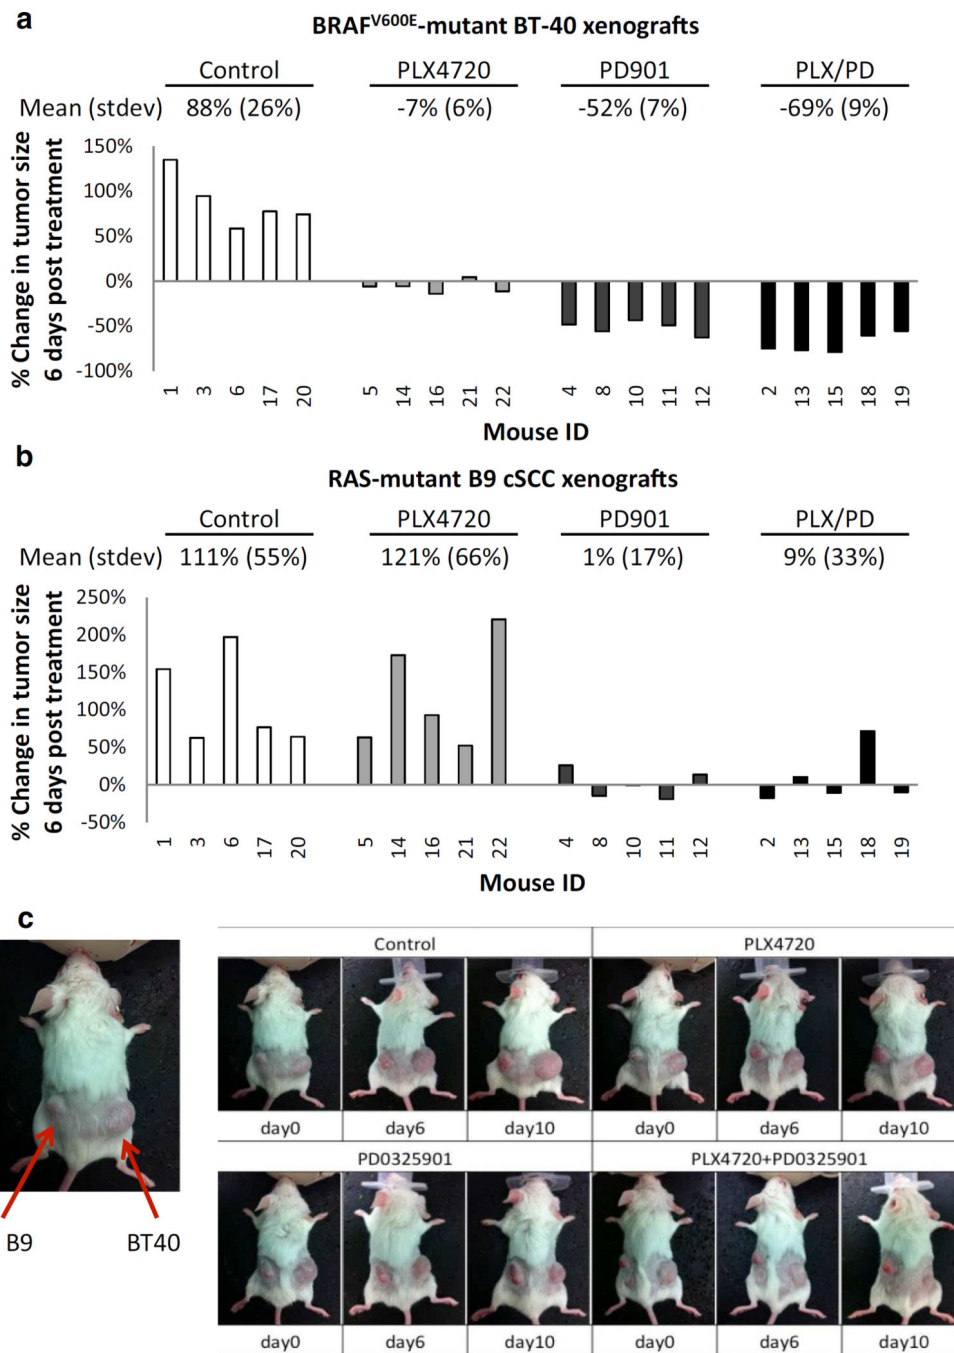 a
BRAFV600E-mutant BT-40 xenografts
Control PLX4720 PD901 PLX/PD
Mean (stdev) 88% (26%) -7% (6%) -52% (7%) -69% (9%)
% Change in tumor size
6 days post treatment
150%
100%
50%
0%
-50%
-100%
1 3 6 17 20 5 14 16 21 22 4 8 10 11 12 2 13 15 18 19
Mouse ID
b
RAS-mutant B9 cSCC xenografts
Control PLX4720 PD901 PLX/PD
Mean (stdev) 111% (55%) 121% (66%) 1% (17%) 9% (33%)
% Change in tumor size
6 days post treatment
250%
200%
150%
100%
50%
0%
-50%
1 3 6 17 20 5 14 16 21 22 4 8 10 11 12 2 13 15 18 19
Mouse ID
c
B9 BT40
Control PLX4720
day0 day6 day10 day0 day6 day10
PD0325901 PLX4720+PD0325901
day0 day6 day10 day0 day6 day10